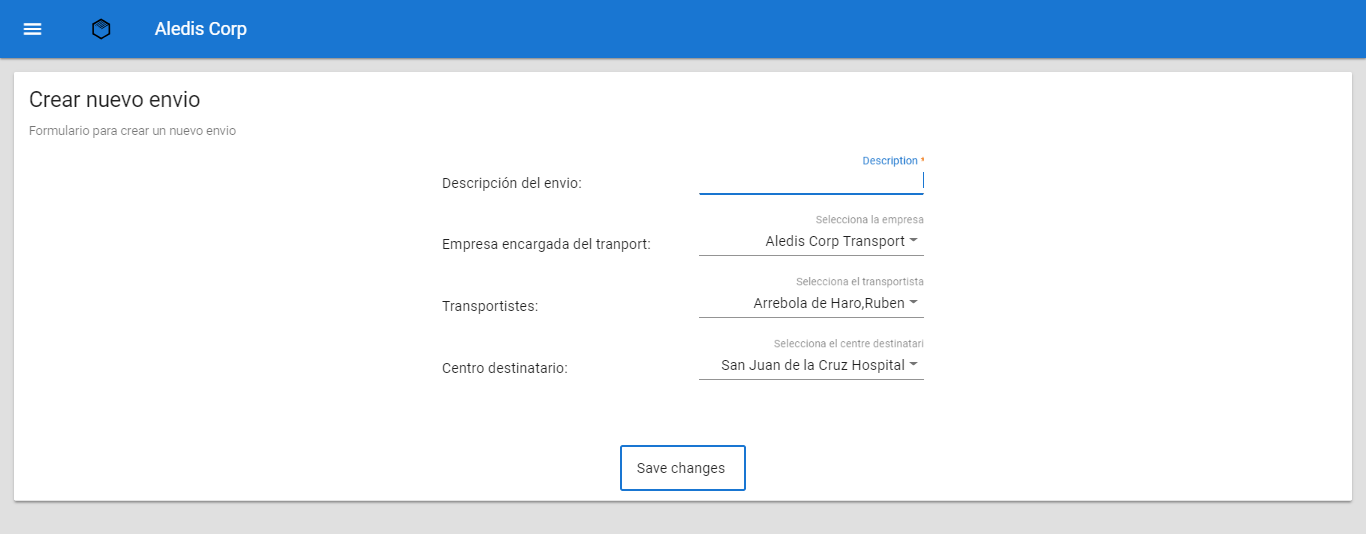 Aledis Corp
Crear nuevo envio
Formulario para crear un nuevo envio
Description *
Descripción del envio:
Selecciona la empresa
Empresa encargada del tranport: Aledis Corp Transport
Selecciona el transportista
Transportistes: Arrebola de Haro,Ruben
Selecciona el centre destinatari
Centro destinatario: San Juan de la Cruz Hospital
Save changes